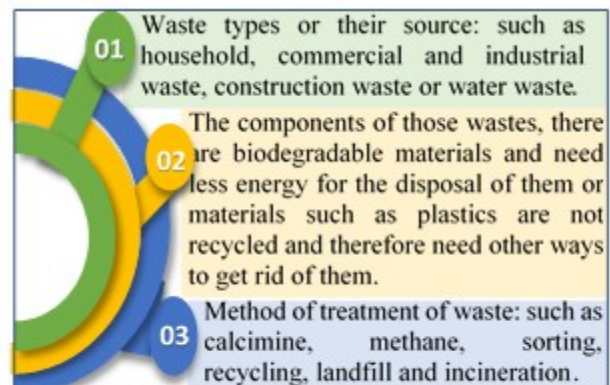 01
Waste types or their source: such as
household, commercial and industrial
waste, construction waste or water waste.
02
The components of those wastes, there
are biodegradable materials and need
less energy for the disposal of them or
materials such as plastics are not
recycled and therefore need other ways
to get rid of them.
03
Method of treatment of waste: such as
calcimine, methane, sorting,
recycling, landfill and incineration.